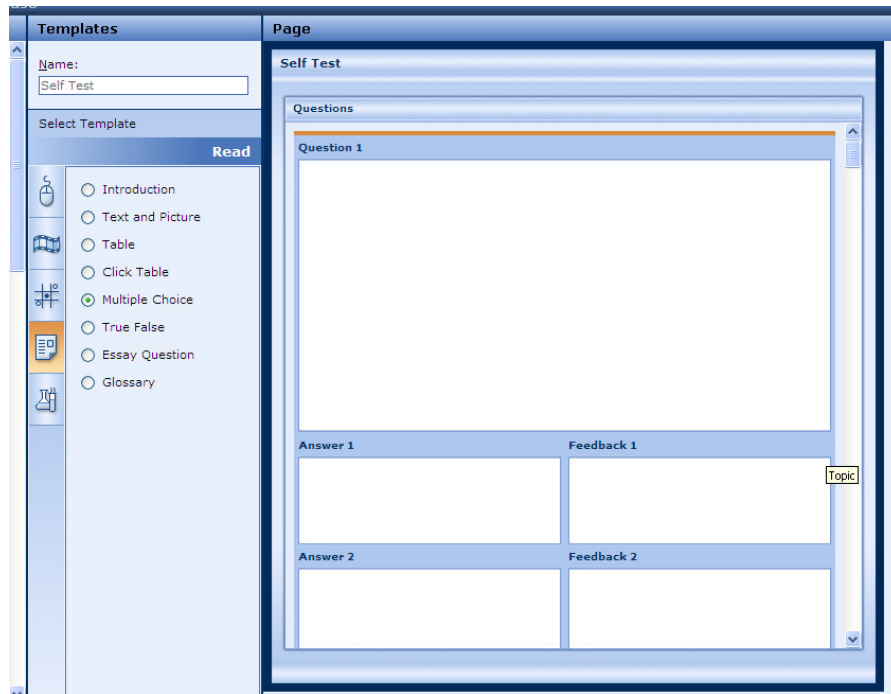 Templates
Name:
Self Test
Select Template
Read
Introduction
Text and Picture
Table
Click Table
Multiple Choice
True False
Essay Question
Glossary
Page
Self Test
Questions
Question 1
Answer 1
Feedback 1
Topic
Answer 2
Feedback 2